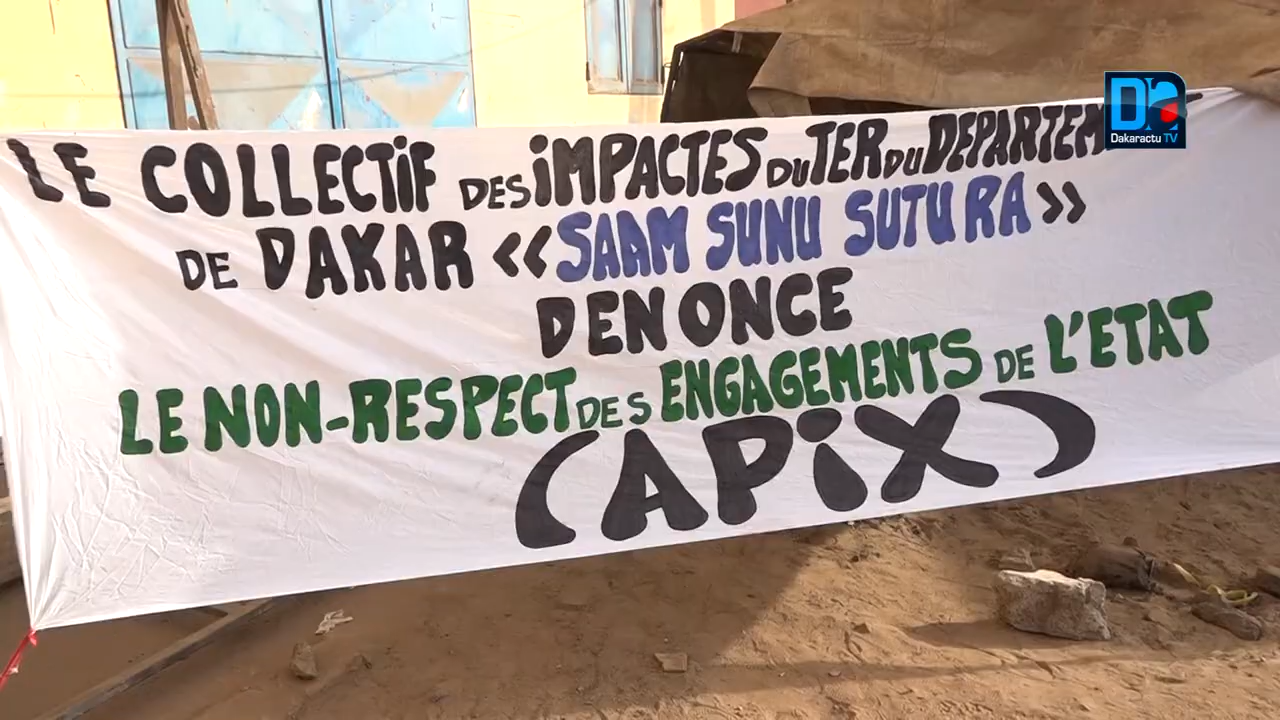 LE COLLECTiF DES iMPACTES DU TER DU
DE DAKAR << SAAM SUNU SUTURA >>
DENONCE
LE NON-RESPECT DES ENGAGEMENTS DE L'ETAT
(APiX)
Dakaractu TV